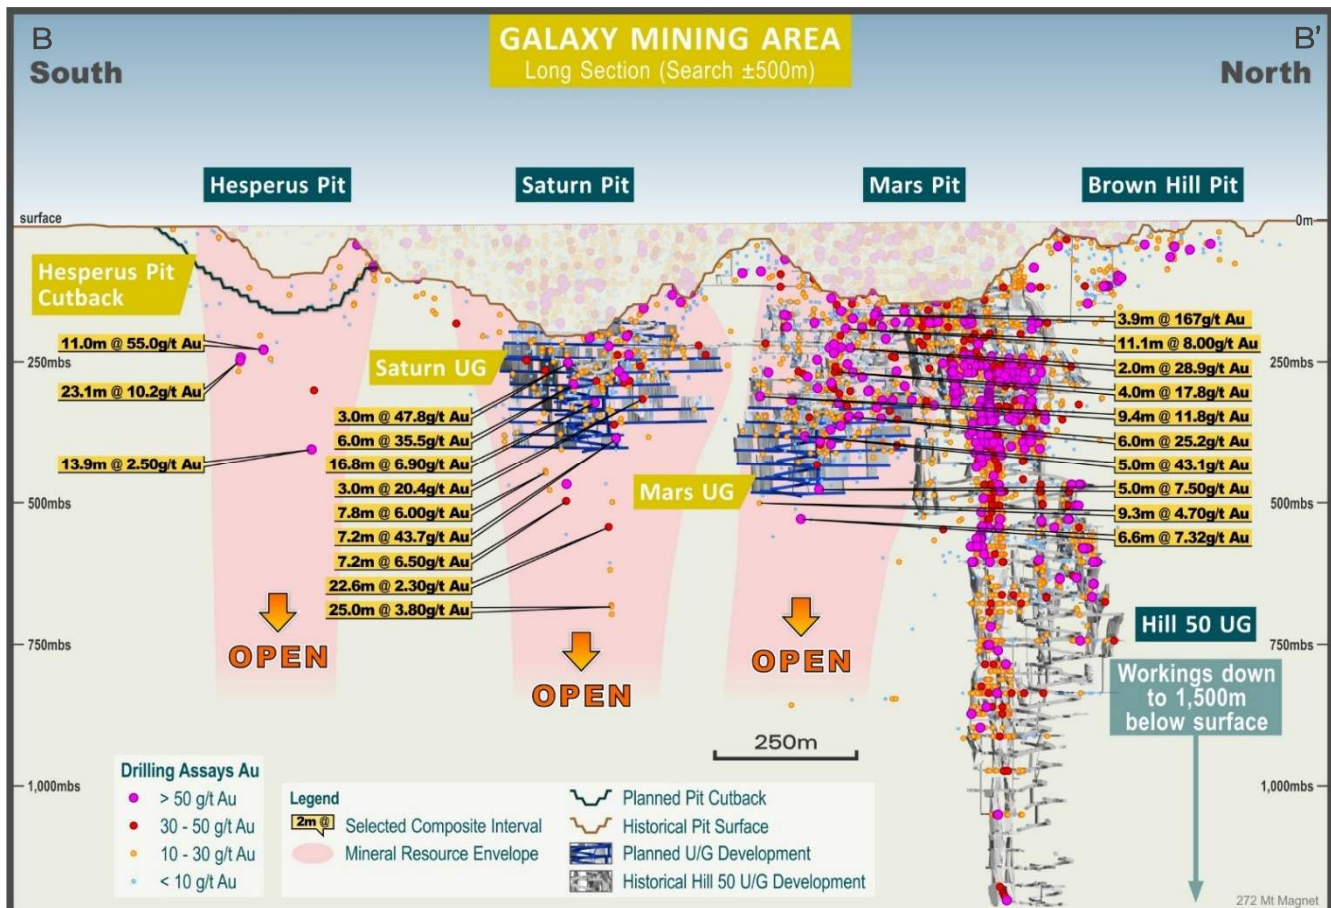 B
South
GALAXY MINING AREA
Long Section (Search ±500m)
B'
North
Hesperus Pit
Saturn Pit
Mars Pit
Brown Hill Pit
surface
0m
Hesperus Pit
Cutback
11.0m @ 55.0g/t Au
250mbs
23.1m @ 10.2g/t Au
13.9m @ 2.50g/t Au
500mbs
750mbs
1,000mbs
Saturn UG
3.0m @ 47.8g/t Au
6.0m @ 35.5g/t Au
16.8m @ 6.90g/t Au
3.0m @ 20.4g/t Au
7.8m @ 6.00g/t Au
7.2m @ 43.7g/t Au
7.2m @ 6.50g/t Au
22.6m @ 2.30g/t Au
25.0m @ 3.80g/t Au
Mars UG
3.9m @ 167g/t Au
11.1m @ 8.00g/t Au
2.0m @ 28.9g/t Au
4.0m @ 17.8g/t Au
9.4m @ 11.8g/t Au
6.0m @ 25.2g/t Au
5.0m @ 43.1g/t Au
5.0m @ 7.50g/t Au
9.3m @ 4.70g/t Au
6.6m @ 7.32g/t Au
250mbs
500mbs
750mbs
1,000mbs
OPEN
OPEN
OPEN
Hill 50 UG
Workings down
to 1,500m
below surface
250m
Drilling Assays Au
> 50 g/t Au
30 - 50 g/t Au
10 - 30 g/t Au
< 10 g/t Au
Legend
2m @
Selected Composite Interval
Mineral Resource Envelope
Planned Pit Cutback
Historical Pit Surface
Planned U/G Development
Historical Hill 50 U/G Development
272 Mt Magnet